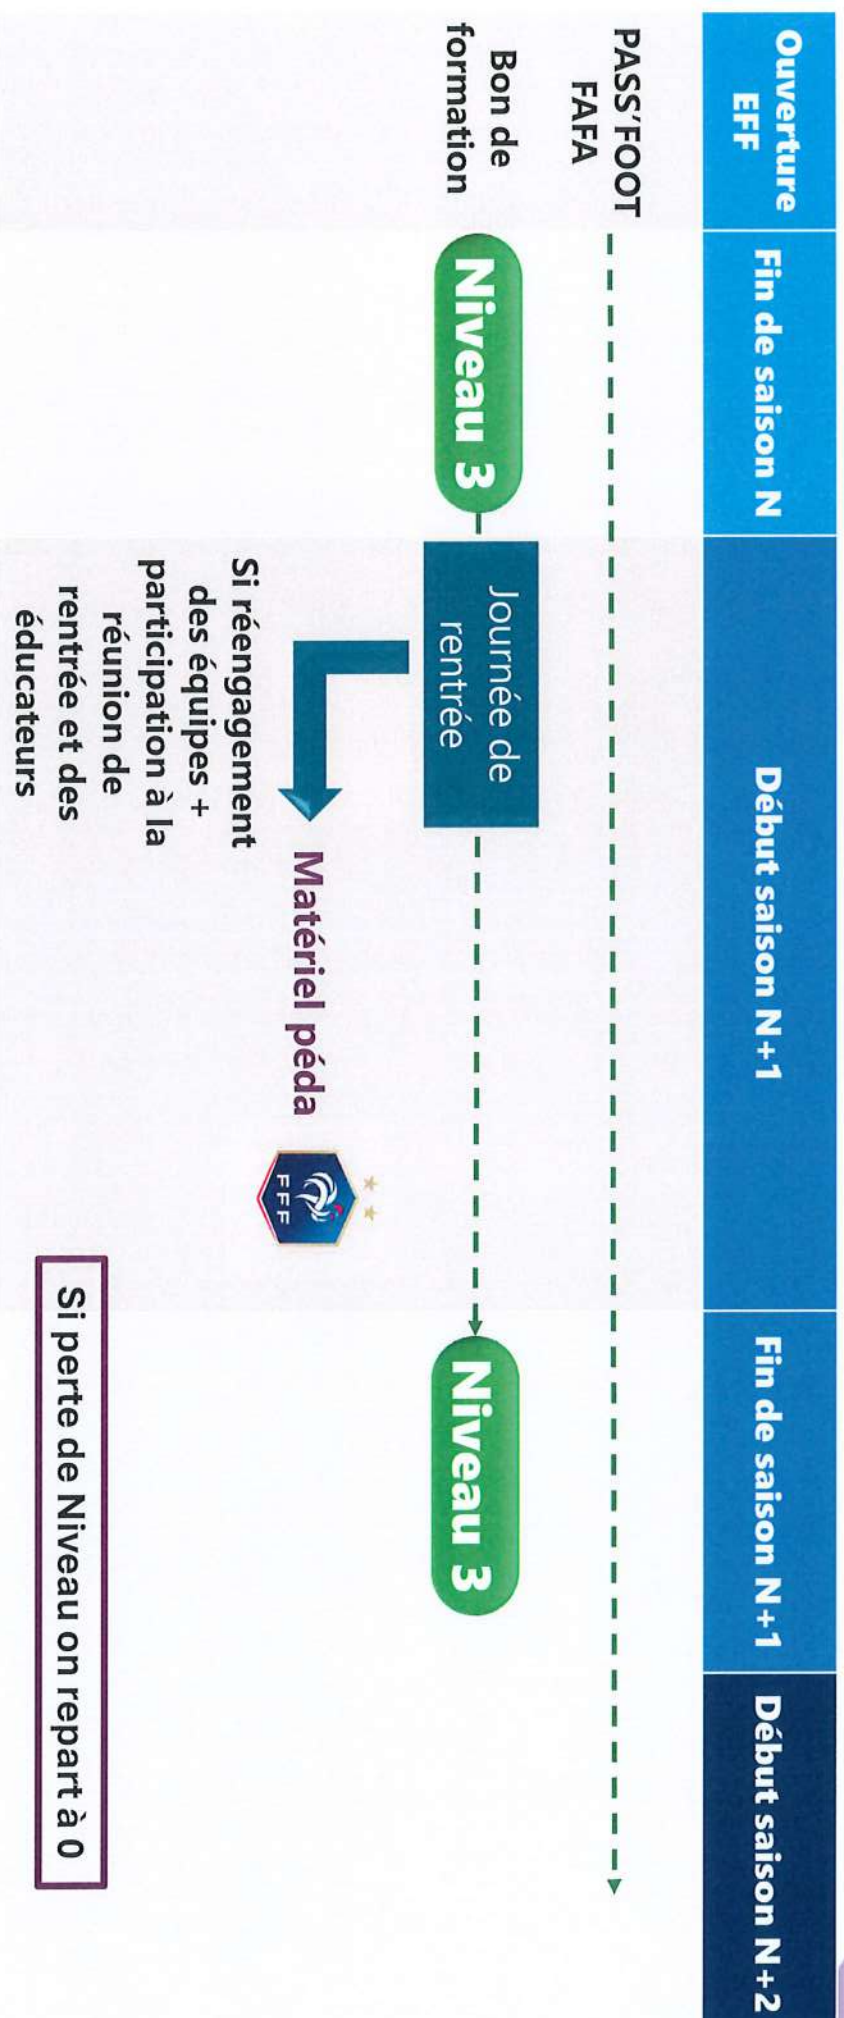 Ouverture
EFF
Fin de saison N
Début saison N+1
Fin de saison N+1
Début saison N+2
PASS'FOOT
FAFA
Bon de
formation
Niveau 3
Journée de
rentrée
Niveau 3
Si réengagement
des équipes +
participation à la
réunion de
rentrée et des
éducateurs
Matériel péda
FFF
Si perte de Niveau on repart à 0